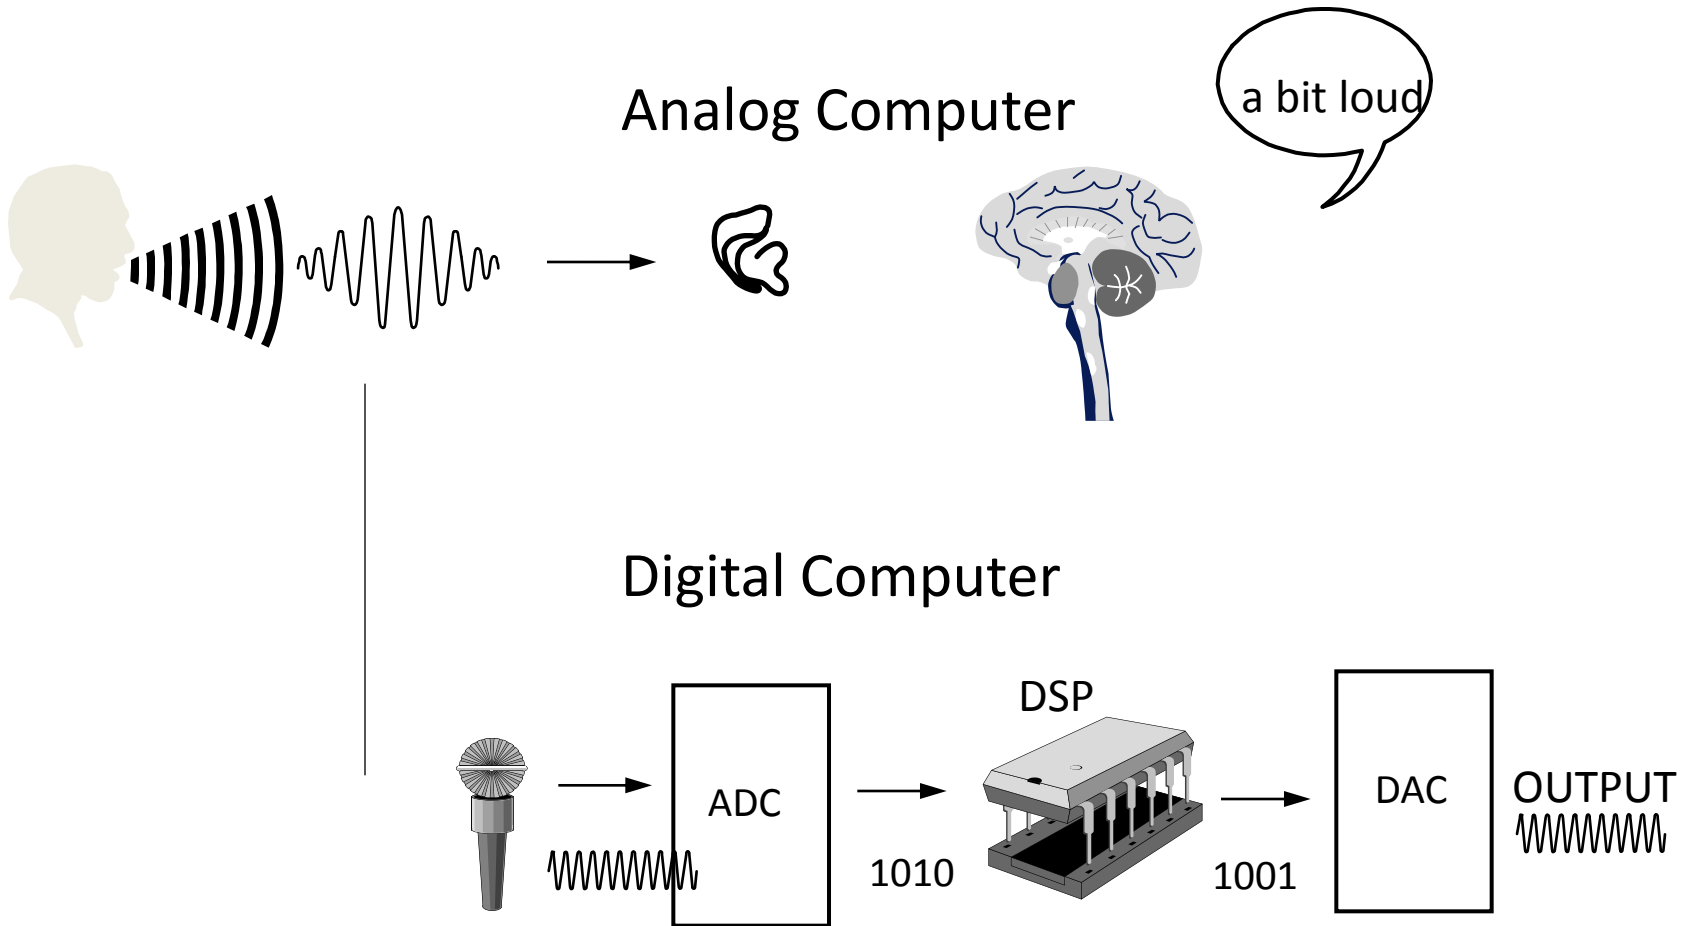 a bit loud
Analog Computer
Digital Computer
DSP
ADC
DAC
OUTPUT
1010
1001